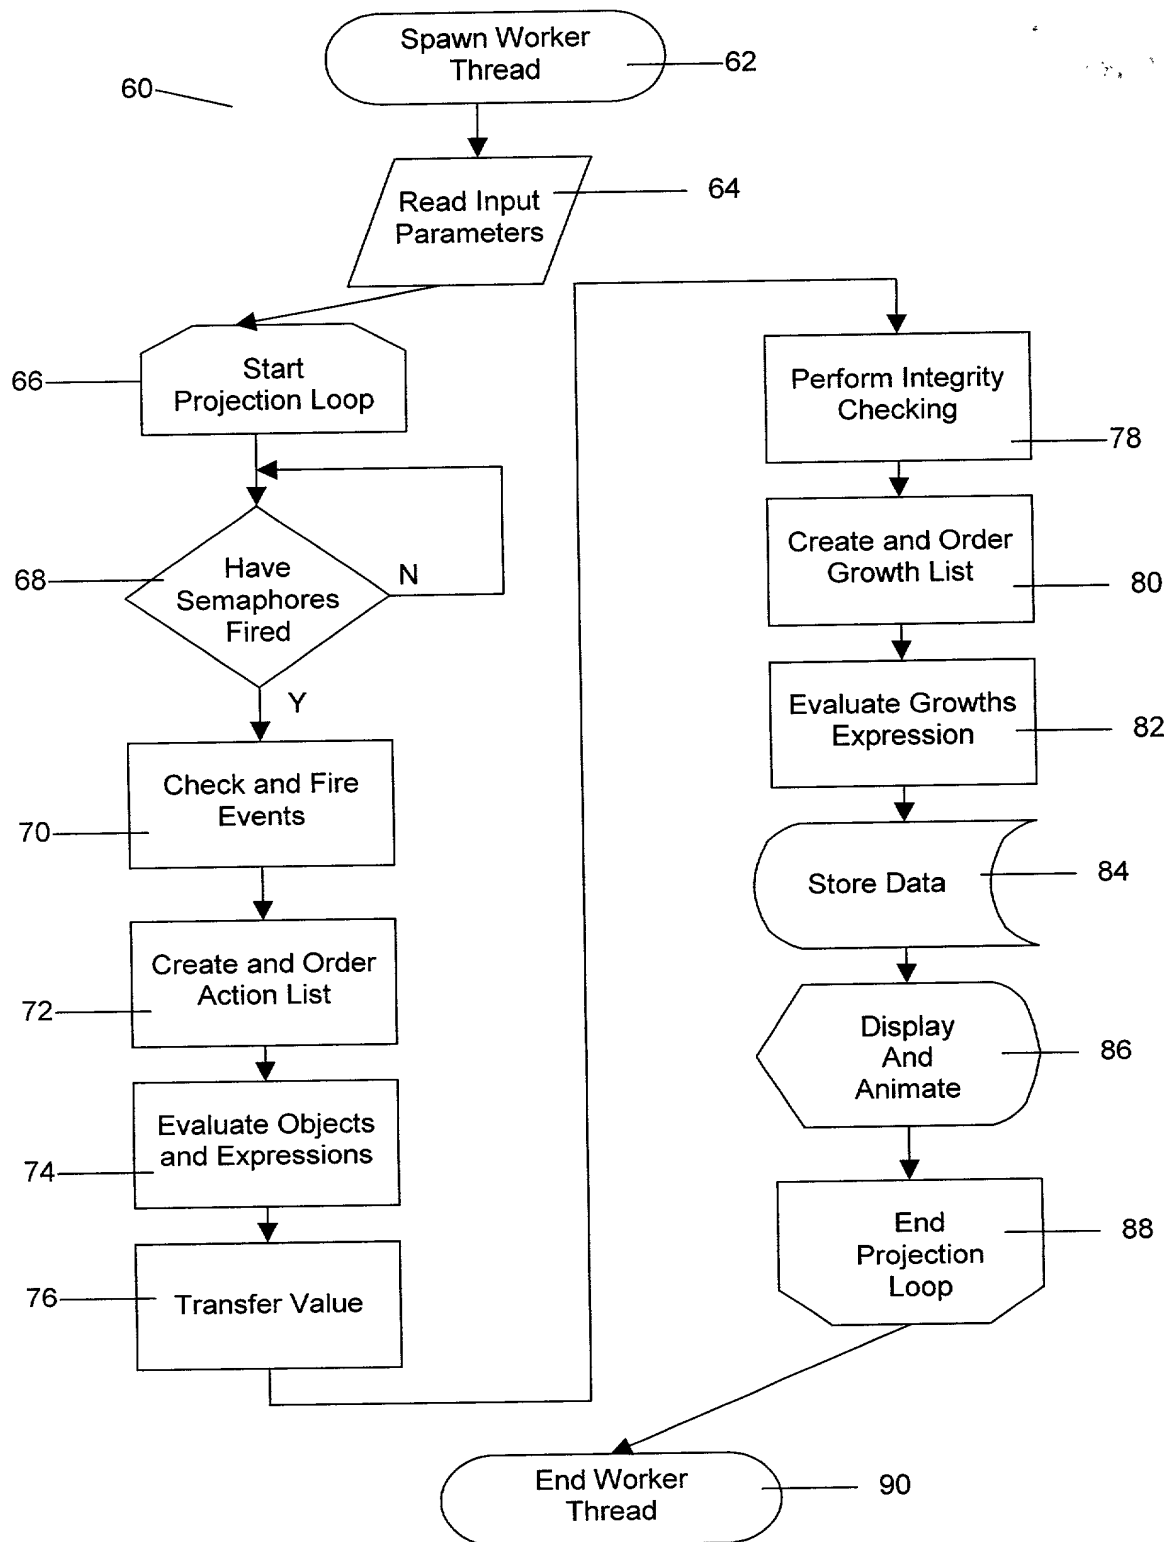 Spawn Worker
Thread
62
60
Read Input
Parameters
64
Start
Projection Loop
66
Have
Semaphores
Fired
68
N
Y
Check and Fire
Events
70
Create and Order
Action List
72
Evaluate Objects
and Expressions
74
Transfer Value
76
Perform Integrity
Checking
78
Create and Order
Growth List
80
Evaluate Growths
Expression
82
Store Data
84
Display
And
Animate
86
End
Projection
Loop
88
End Worker
Thread
90